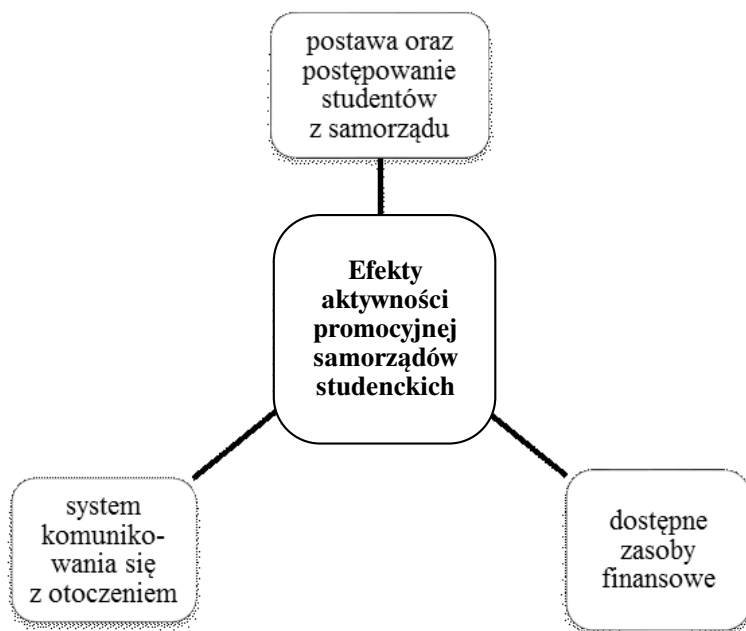 postawa oraz
postępowanie
studentów
z samorządu
Efekty
aktywności
promocyjnej
samorządów
studenckich
system
komuniko-
wania się
z otoczeniem
dostępne
zasoby
finansowe